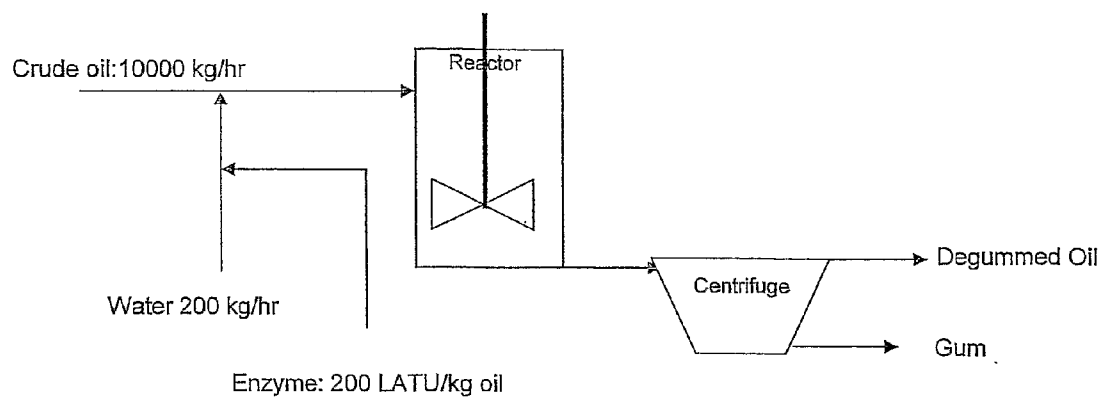 Reactor
Crude oil:10000 kg/hr
Degummed Oil
Centrifuge
Water 200 kg/hr
Gum
Enzyme: 200 LATU/kg oil